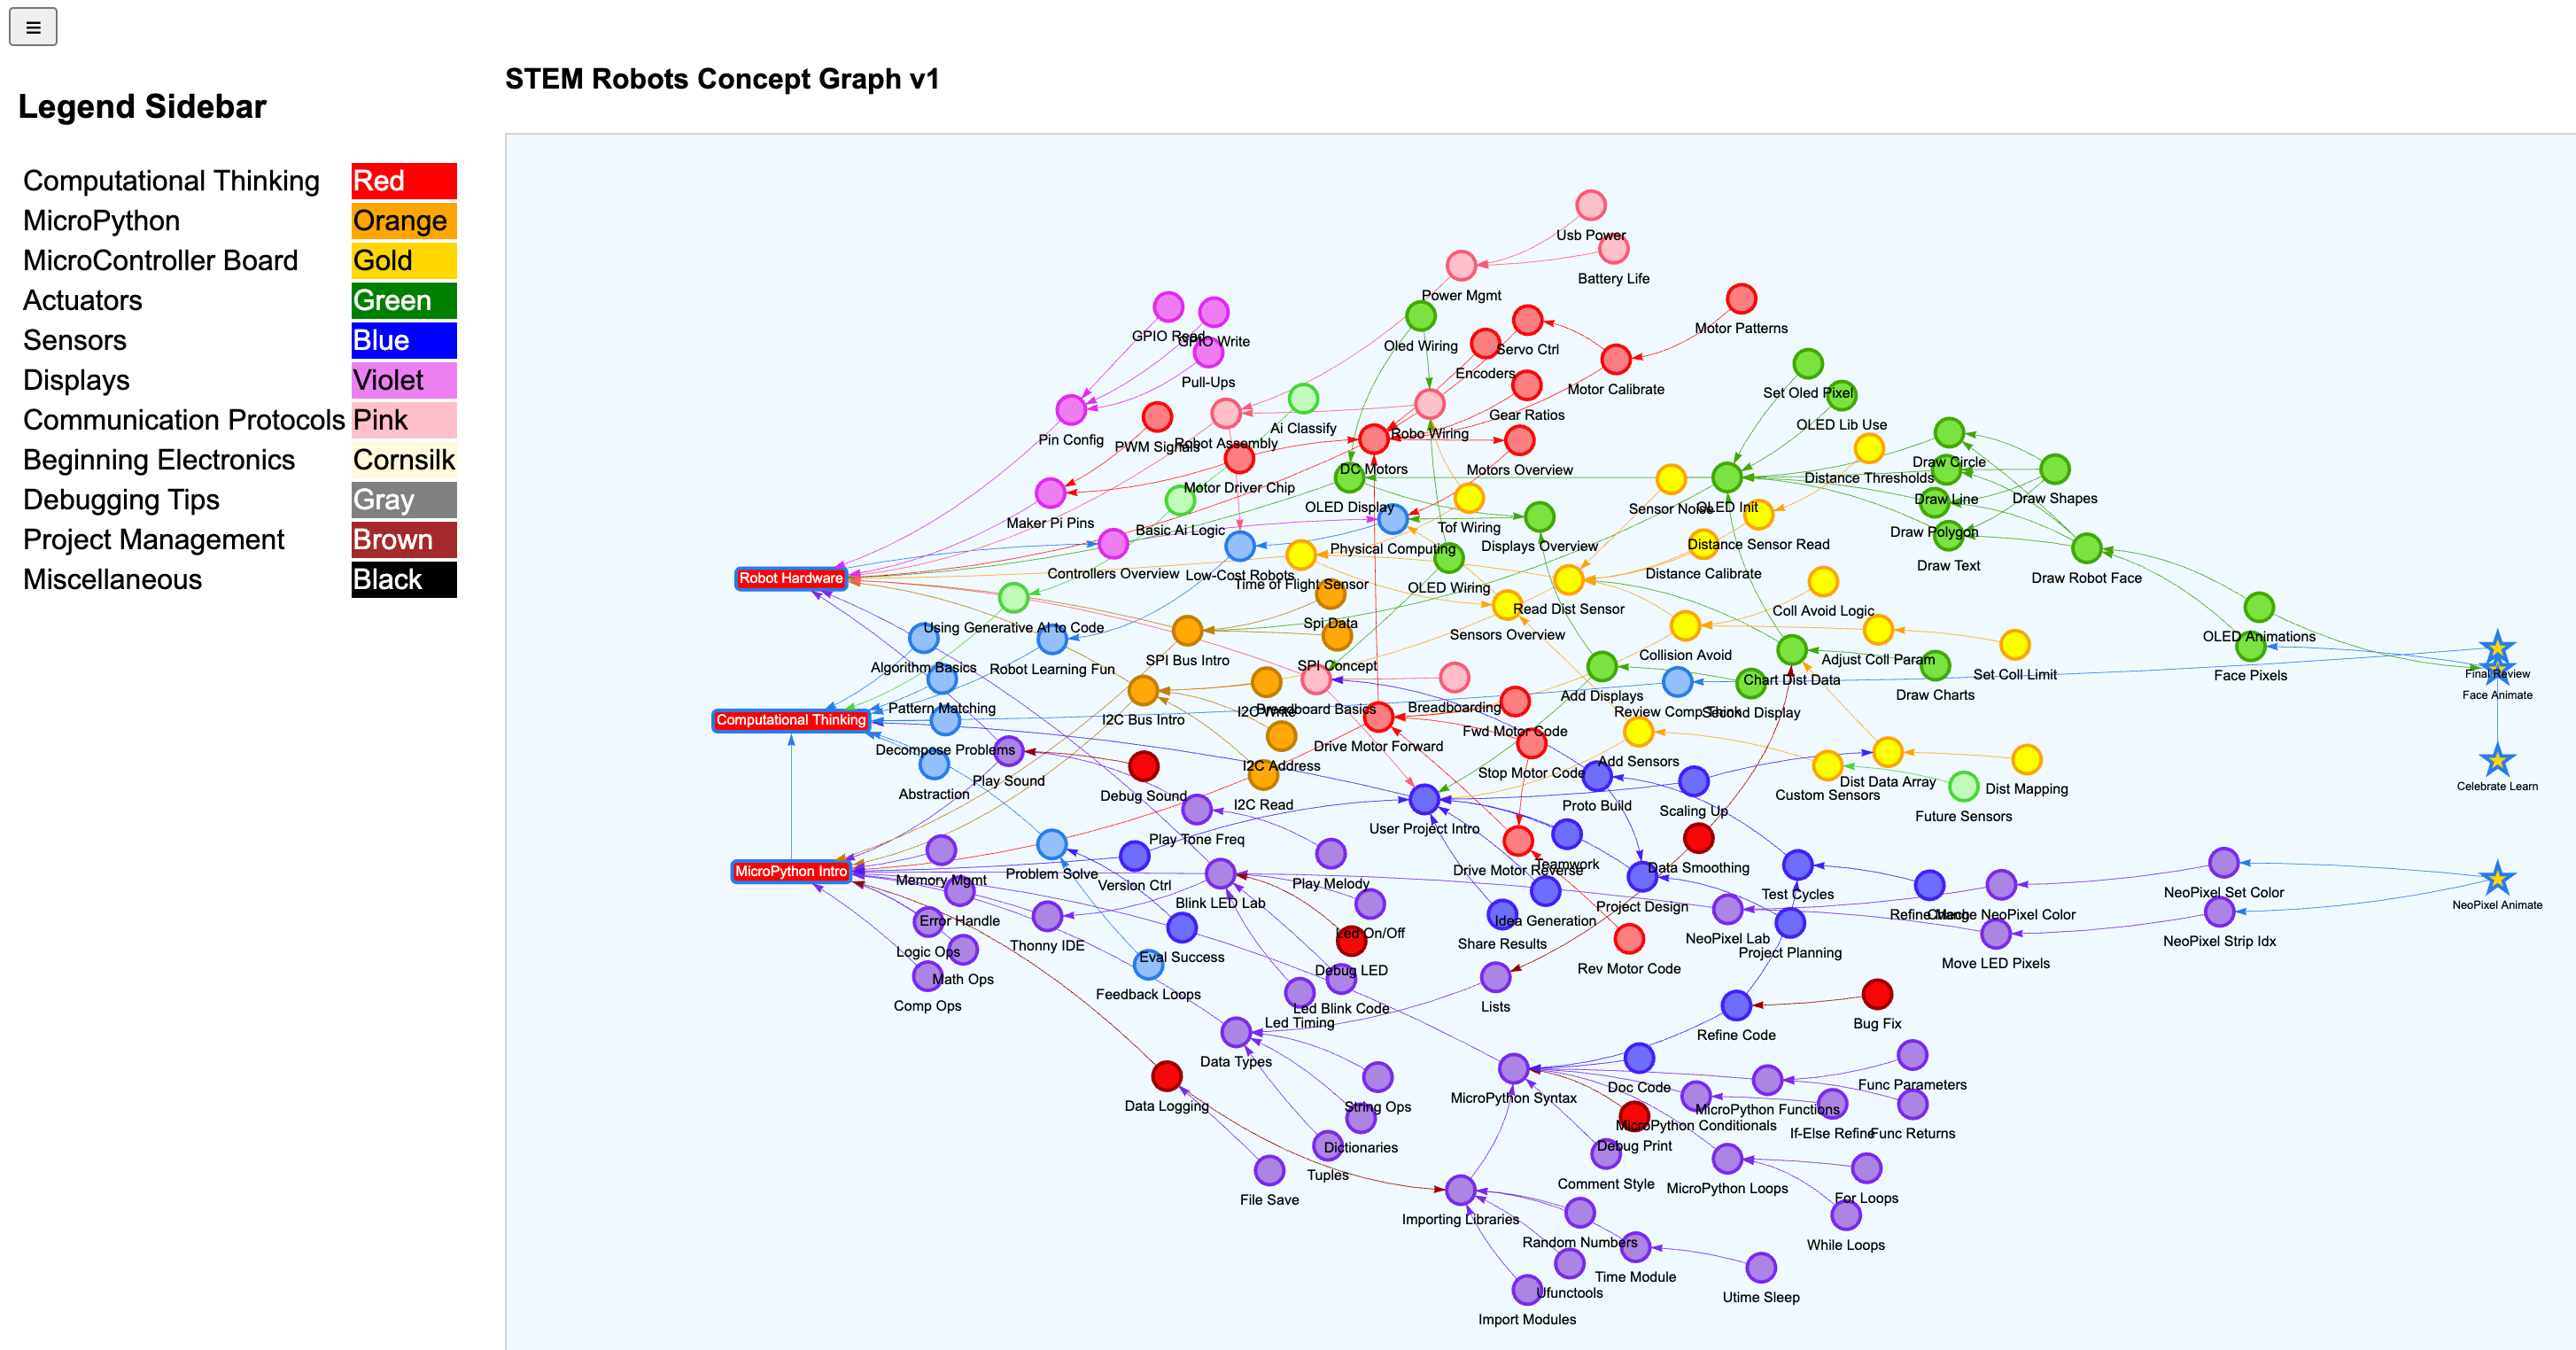 ≡
STEM Robots Concept Graph v1
Legend Sidebar
Computational Thinking Red
MicroPython Orange
MicroController Board Gold
Actuators Green
Sensors Blue
Displays Violet
Communication Protocols Pink
Beginning Electronics Cornsilk
Debugging Tips Gray
Project Management Brown
Miscellaneous Black
Usb Power
Battery Life
Power Mgmt
Motor Patterns
GPIO Read
GPIO Write
Oled Wiring
Servo Ctrl
Encoders
Pull-Ups
Motor Calibrate
Set Oled Pixel
Gear Ratios
OLED Lib Use
Ai Classify
Robo Wiring
Pin Config
PWM Signals
Robot Assembly
DC Motors
Motors Overview
Draw Circle
Distance Thresholds
Motor Driver Chip
Draw Line
Draw Shapes
OLED Display
Sensor Noise
OLED Init
Maker Pi Pins
Basic Ai Logic
Tof Wiring
Draw Polygon
Physical Computing
Displays Overview
Distance Sensor Read
Draw Text
Robot Hardware
Controllers Overview
Low-Cost Robots
Time of Flight Sensor
OLED Wiring
Distance Calibrate
Draw Robot Face
Read Dist Sensor
Coll Avoid Logic
Using Generative AI to Code
Spi Data
Sensors Overview
OLED Animations
Algorithm Basics
Robot Learning Fun
SPI Bus Intro
SPI Concept
Collision Avoid
Adjust Coll Param
Set Coll Limit
Face Pixels
Final Review
Chart Dist Data
Face Animate
Add Displays
Draw Charts
Pattern Matching
Computational Thinking
I2C Bus Intro
I2C Write
Breadboard Basics
Breadboarding
Review Comp Think
Second Display
Decompose Problems
Drive Motor Forward
Fwd Motor Code
Add Sensors
I2C Address
Play Sound
Stop Motor Code
Dist Data Array
Dist Mapping
Celebrate Learn
Abstraction
Debug Sound
I2C Read
Proto Build
Scaling Up
Custom Sensors
Future Sensors
User Project Intro
Play Tone Freq
Teamwork
Data Smoothing
MicroPython Intro
Memory Mgmt
Problem Solve
Version Ctrl
Play Melody
Drive Motor Reverse
Test Cycles
NeoPixel Set Color
Blink LED Lab
Project Design
NeoPixel Animate
Error Handle
Idea Generation
Change NeoPixel Color
Led On/Off
Share Results
NeoPixel Lab
NeoPixel Strip Idx
Logic Ops
Thonny IDE
Eval Success
Project Planning
Move LED Pixels
Math Ops
Debug LED
Rev Motor Code
Comp Ops
Feedback Loops
Led Blink Code
Lists
Led Timing
Bug Fix
Refine Code
Data Types
Doc Code
Func Parameters
MicroPython Syntax
Data Logging
String Ops
MicroPython Functions
MicroPython Conditionals
If-Else Refine
Func Returns
Dictionaries
Debug Print
Tuples
Comment Style
MicroPython Loops
For Loops
File Save
Importing Libraries
Random Numbers
While Loops
Time Module
Ufunctools
Utime Sleep
Import Modules